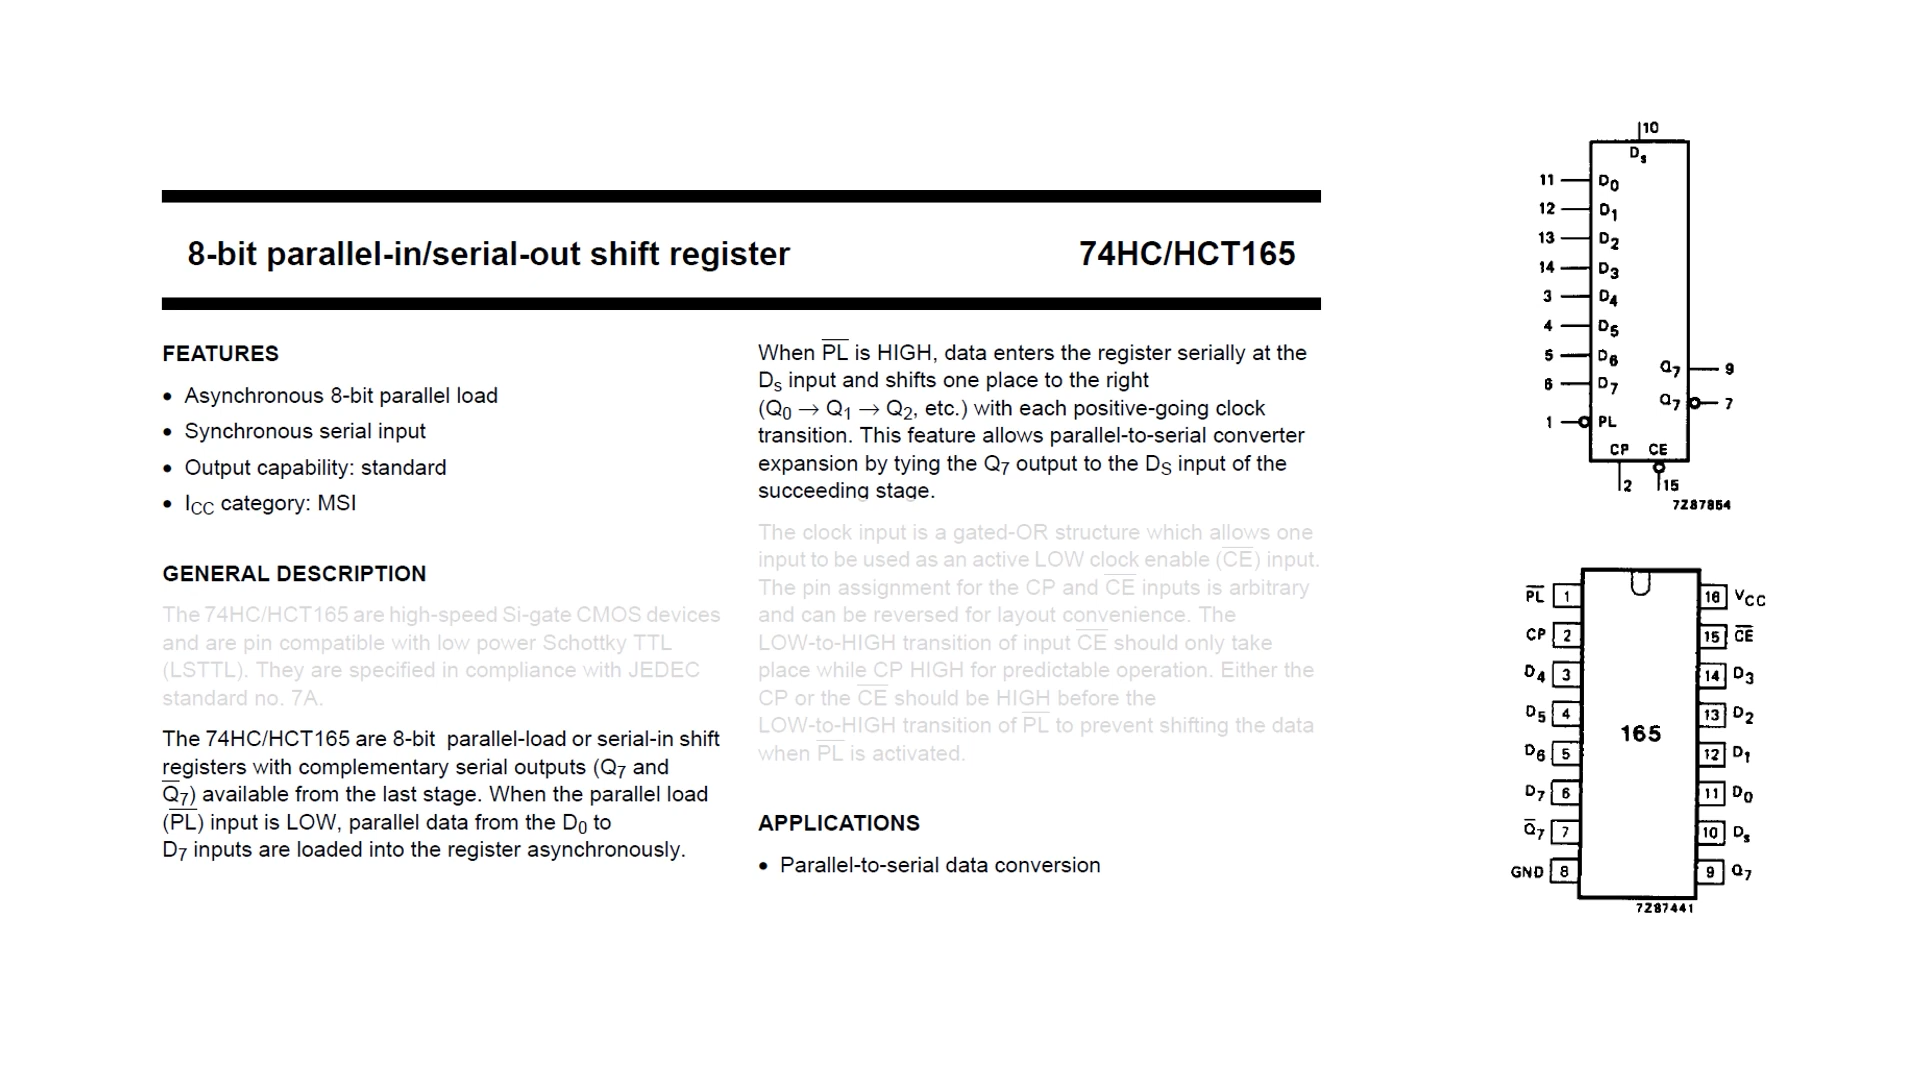 8-bit parallel-in/serial-out shift register 74HC/HCT165
FEATURES
• Asynchronous 8-bit parallel load
• Synchronous serial input
• Output capability: standard
• ICC category: MSI
GENERAL DESCRIPTION
The 74HC/HCT165 are high-speed Si-gate CMOS devices
and are pin compatible with low power Schottky TTL
(LSTTL). They are specified in compliance with JEDEC
standard no. 7A.
The 74HC/HCT165 are 8-bit parallel-load or serial-in shift
registers with complementary serial outputs (Q7 and
Q̅7) available from the last stage. When the parallel load
(P̅L̅) input is LOW, parallel data from the D0 to
D7 inputs are loaded into the register asynchronously.
When P̅L̅ is HIGH, data enters the register serially at the
Ds input and shifts one place to the right
(Q0 → Q1 → Q2, etc.) with each positive-going clock
transition. This feature allows parallel-to-serial converter
expansion by tying the Q7 output to the DS input of the
succeeding stage.
The clock input is a gated-OR structure which allows one
input to be used as an active LOW clock enable (C̅E̅) input.
The pin assignment for the CP and C̅E̅ inputs is arbitrary
and can be reversed for layout convenience. The
LOW-to-HIGH transition of input C̅E̅ should only take
place while CP HIGH for predictable operation. Either the
CP or the C̅E̅ should be HIGH before the
LOW-to-HIGH transition of P̅L̅ to prevent shifting the data
when P̅L̅ is activated.
APPLICATIONS
• Parallel-to-serial data conversion
10
Ds
11 D0
12 D1
13 D2
14 D3
3 D4
4 D5
5 D6
6 D7
Q7 9
Q7 7
1 PL
CP CE
2 15
7Z87854
P̅L̅ 1 16 VCC
CP 2 15 C̅E̅
D4 3 14 D3
D5 4 13 D2
165
D6 5 12 D1
D7 6 11 D0
Q̅7 7 10 Ds
GND 8 9 Q7
7Z87441